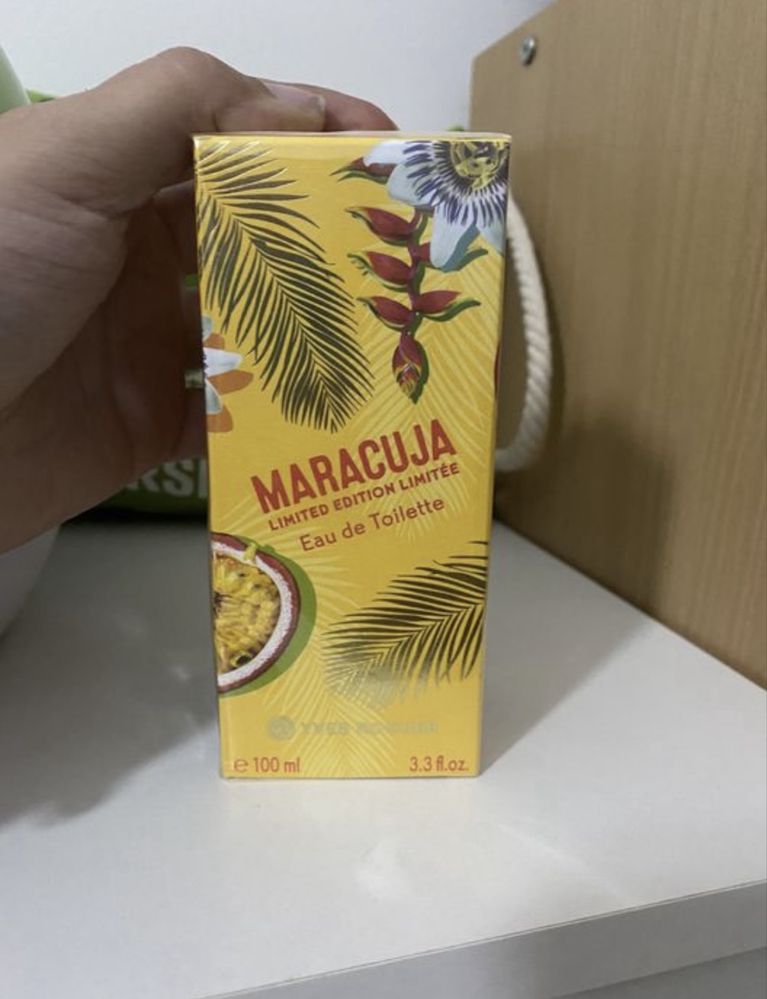 MARACUJA
LIMITED EDITION LIMITÉE
Eau de Toilette
YVES ROCHER
e 100 ml
3.3 fl.oz.